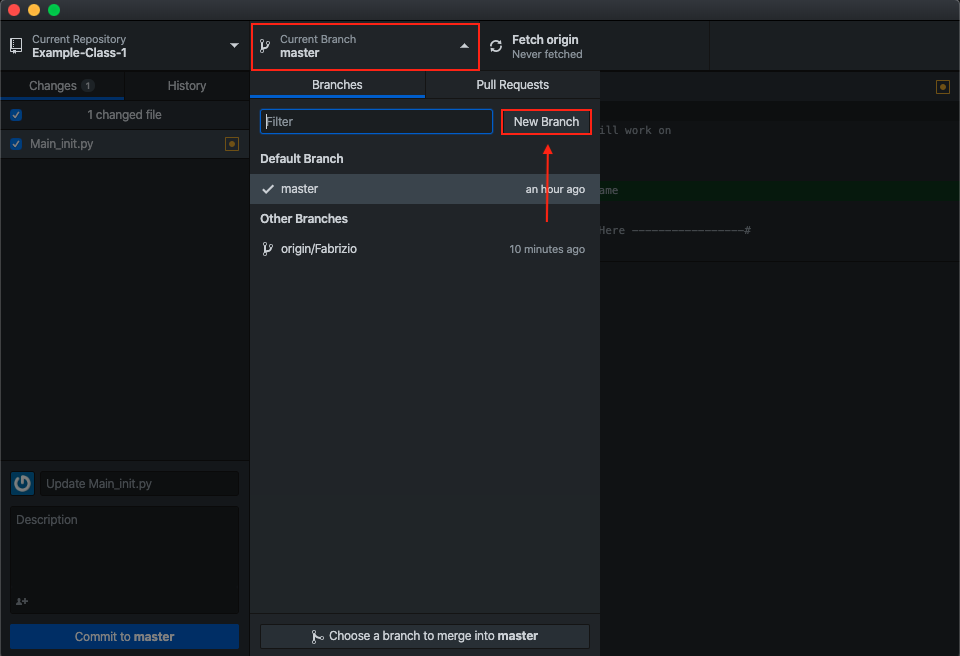 Current Repository
Example-Class-1
Current Branch
master
Fetch origin
Never fetched
Changes 1
History
Branches
Pull Requests
1 changed file
Filter
New Branch
ill work on
Main_init.py
Default Branch
master
an hour ago
ame
Other Branches
Here —————————————————#
origin/Fabrizio
10 minutes ago
Update Main_init.py
Description
Commit to master
Choose a branch to merge into master